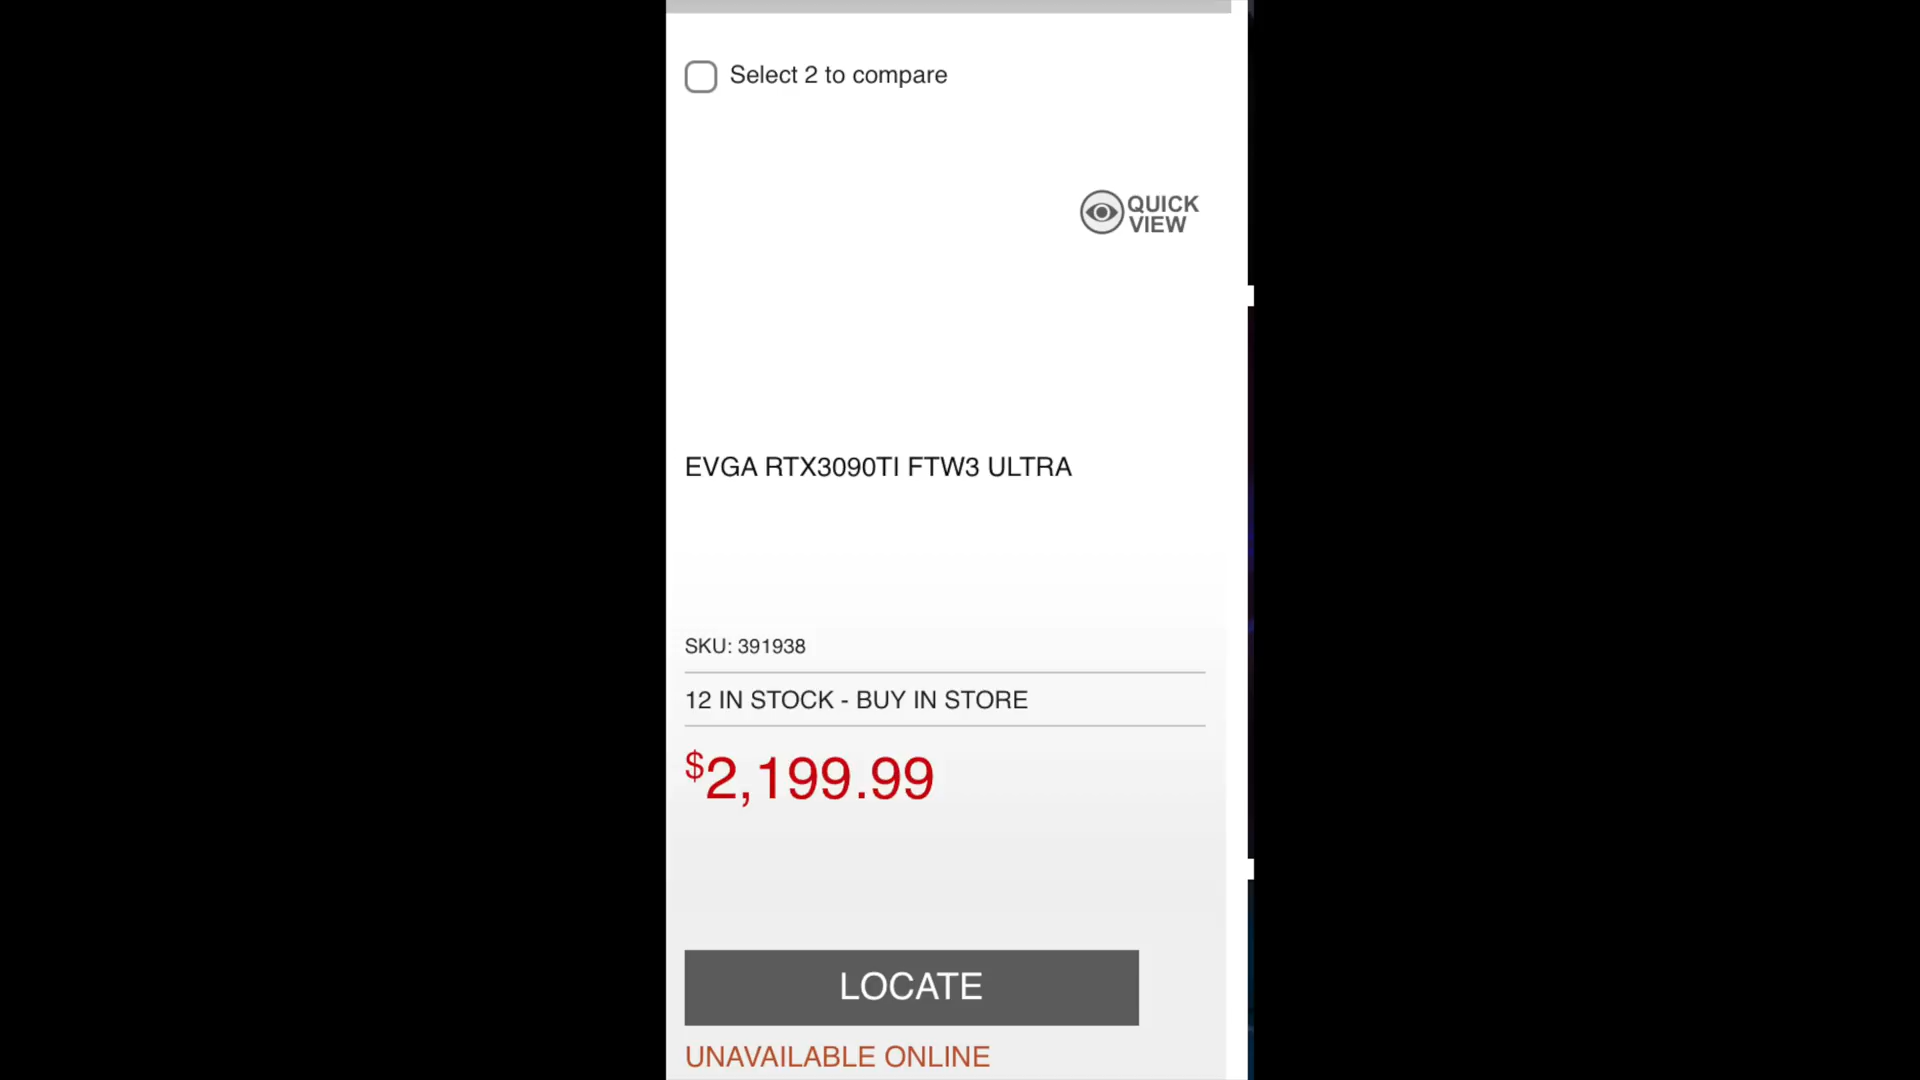 Select 2 to compare
QUICK
VIEW
EVGA RTX3090TI FTW3 ULTRA
SKU: 391938
12 IN STOCK - BUY IN STORE
$2,199.99
LOCATE
UNAVAILABLE ONLINE